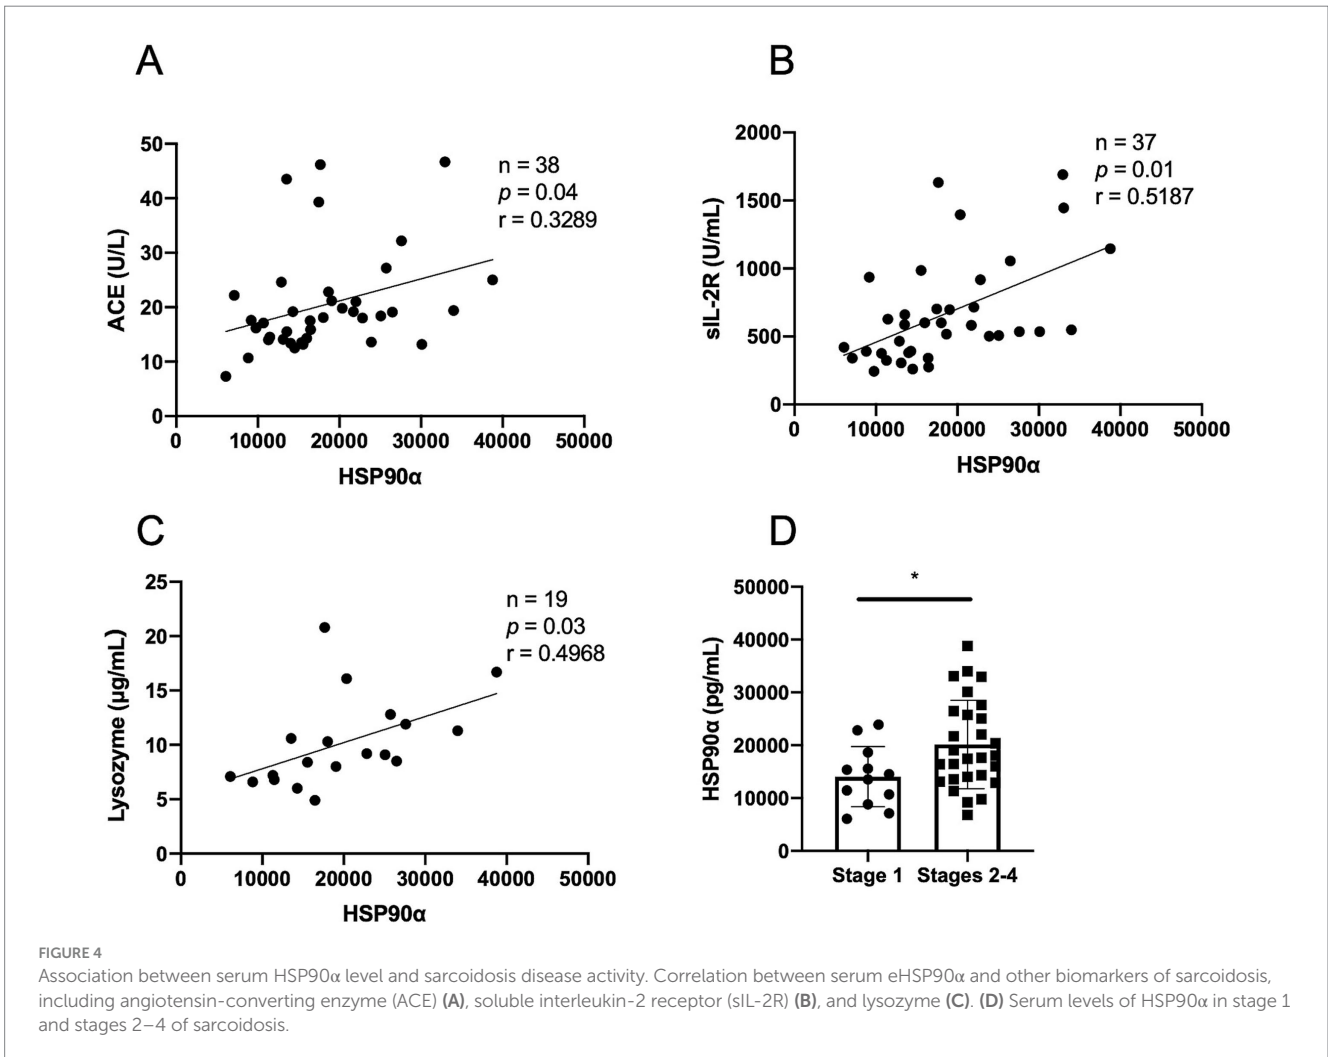 A
50
40
30
20
10
0
ACE (U/L)
n = 38
p = 0.04
r = 0.3289
0 10000 20000 30000 40000 50000
HSP90α
B
2000
1500
1000
500
0
sIL-2R (U/mL)
n = 37
p = 0.01
r = 0.5187
0 10000 20000 30000 40000 50000
HSP90α
C
25
20
15
10
5
0
Lysozyme (µg/mL)
n = 19
p = 0.03
r = 0.4968
0 10000 20000 30000 40000 50000
HSP90α
D
*
50000
40000
30000
20000
10000
0
HSP90α (pg/mL)
Stage 1 Stages 2-4
FIGURE 4
Association between serum HSP90α level and sarcoidosis disease activity. Correlation between serum eHSP90α and other biomarkers of sarcoidosis,
including angiotensin-converting enzyme (ACE) (A), soluble interleukin-2 receptor (sIL-2R) (B), and lysozyme (C). (D) Serum levels of HSP90α in stage 1
and stages 2–4 of sarcoidosis.